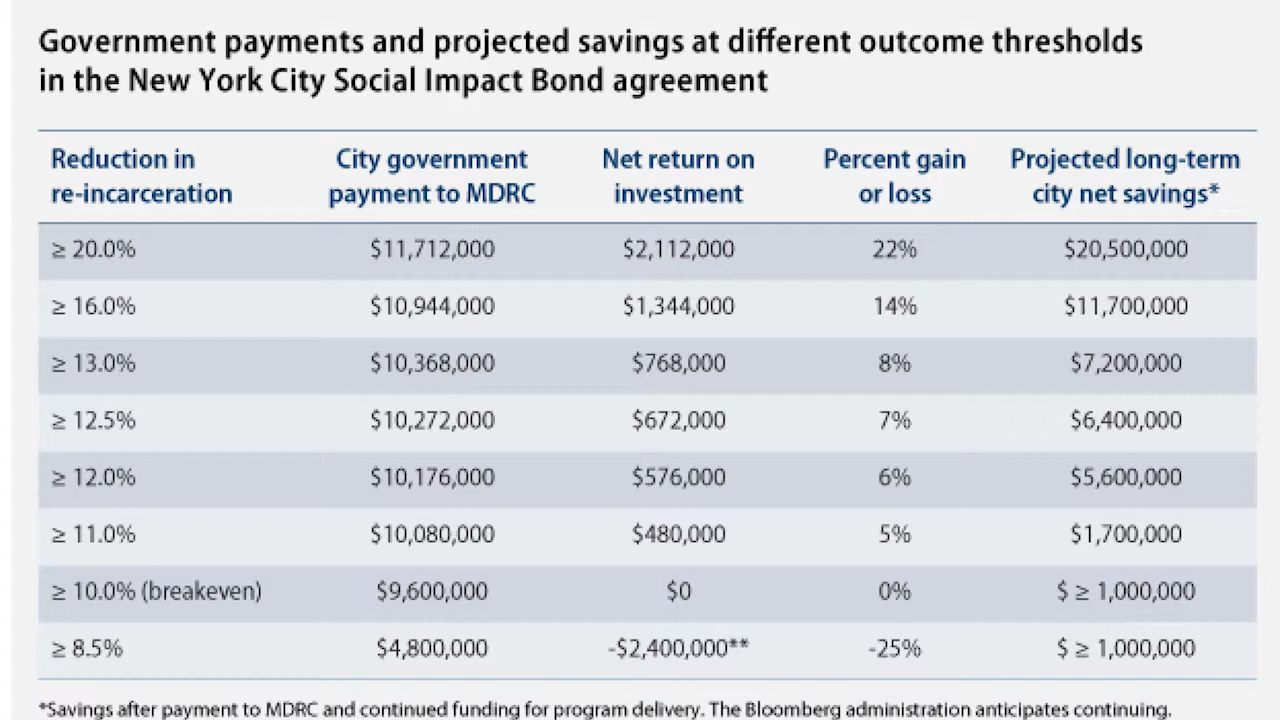 Government payments and projected savings at different outcome thresholds
in the New York City Social Impact Bond agreement
Reduction in re-incarceration City government payment to MDRC Net return on investment Percent gain or loss Projected long-term city net savings*
≥ 20.0% $11,712,000 $2,112,000 22% $20,500,000
≥ 16.0% $10,944,000 $1,344,000 14% $11,700,000
≥ 13.0% $10,368,000 $768,000 8% $7,200,000
≥ 12.5% $10,272,000 $672,000 7% $6,400,000
≥ 12.0% $10,176,000 $576,000 6% $5,600,000
≥ 11.0% $10,080,000 $480,000 5% $1,700,000
≥ 10.0% (breakeven) $9,600,000 $0 0% $ ≥ 1,000,000
≥ 8.5% $4,800,000 -$2,400,000** -25% $ ≥ 1,000,000
*Savings after payment to MDRC and continued funding for program delivery. The Bloomberg administration anticipates continuing.